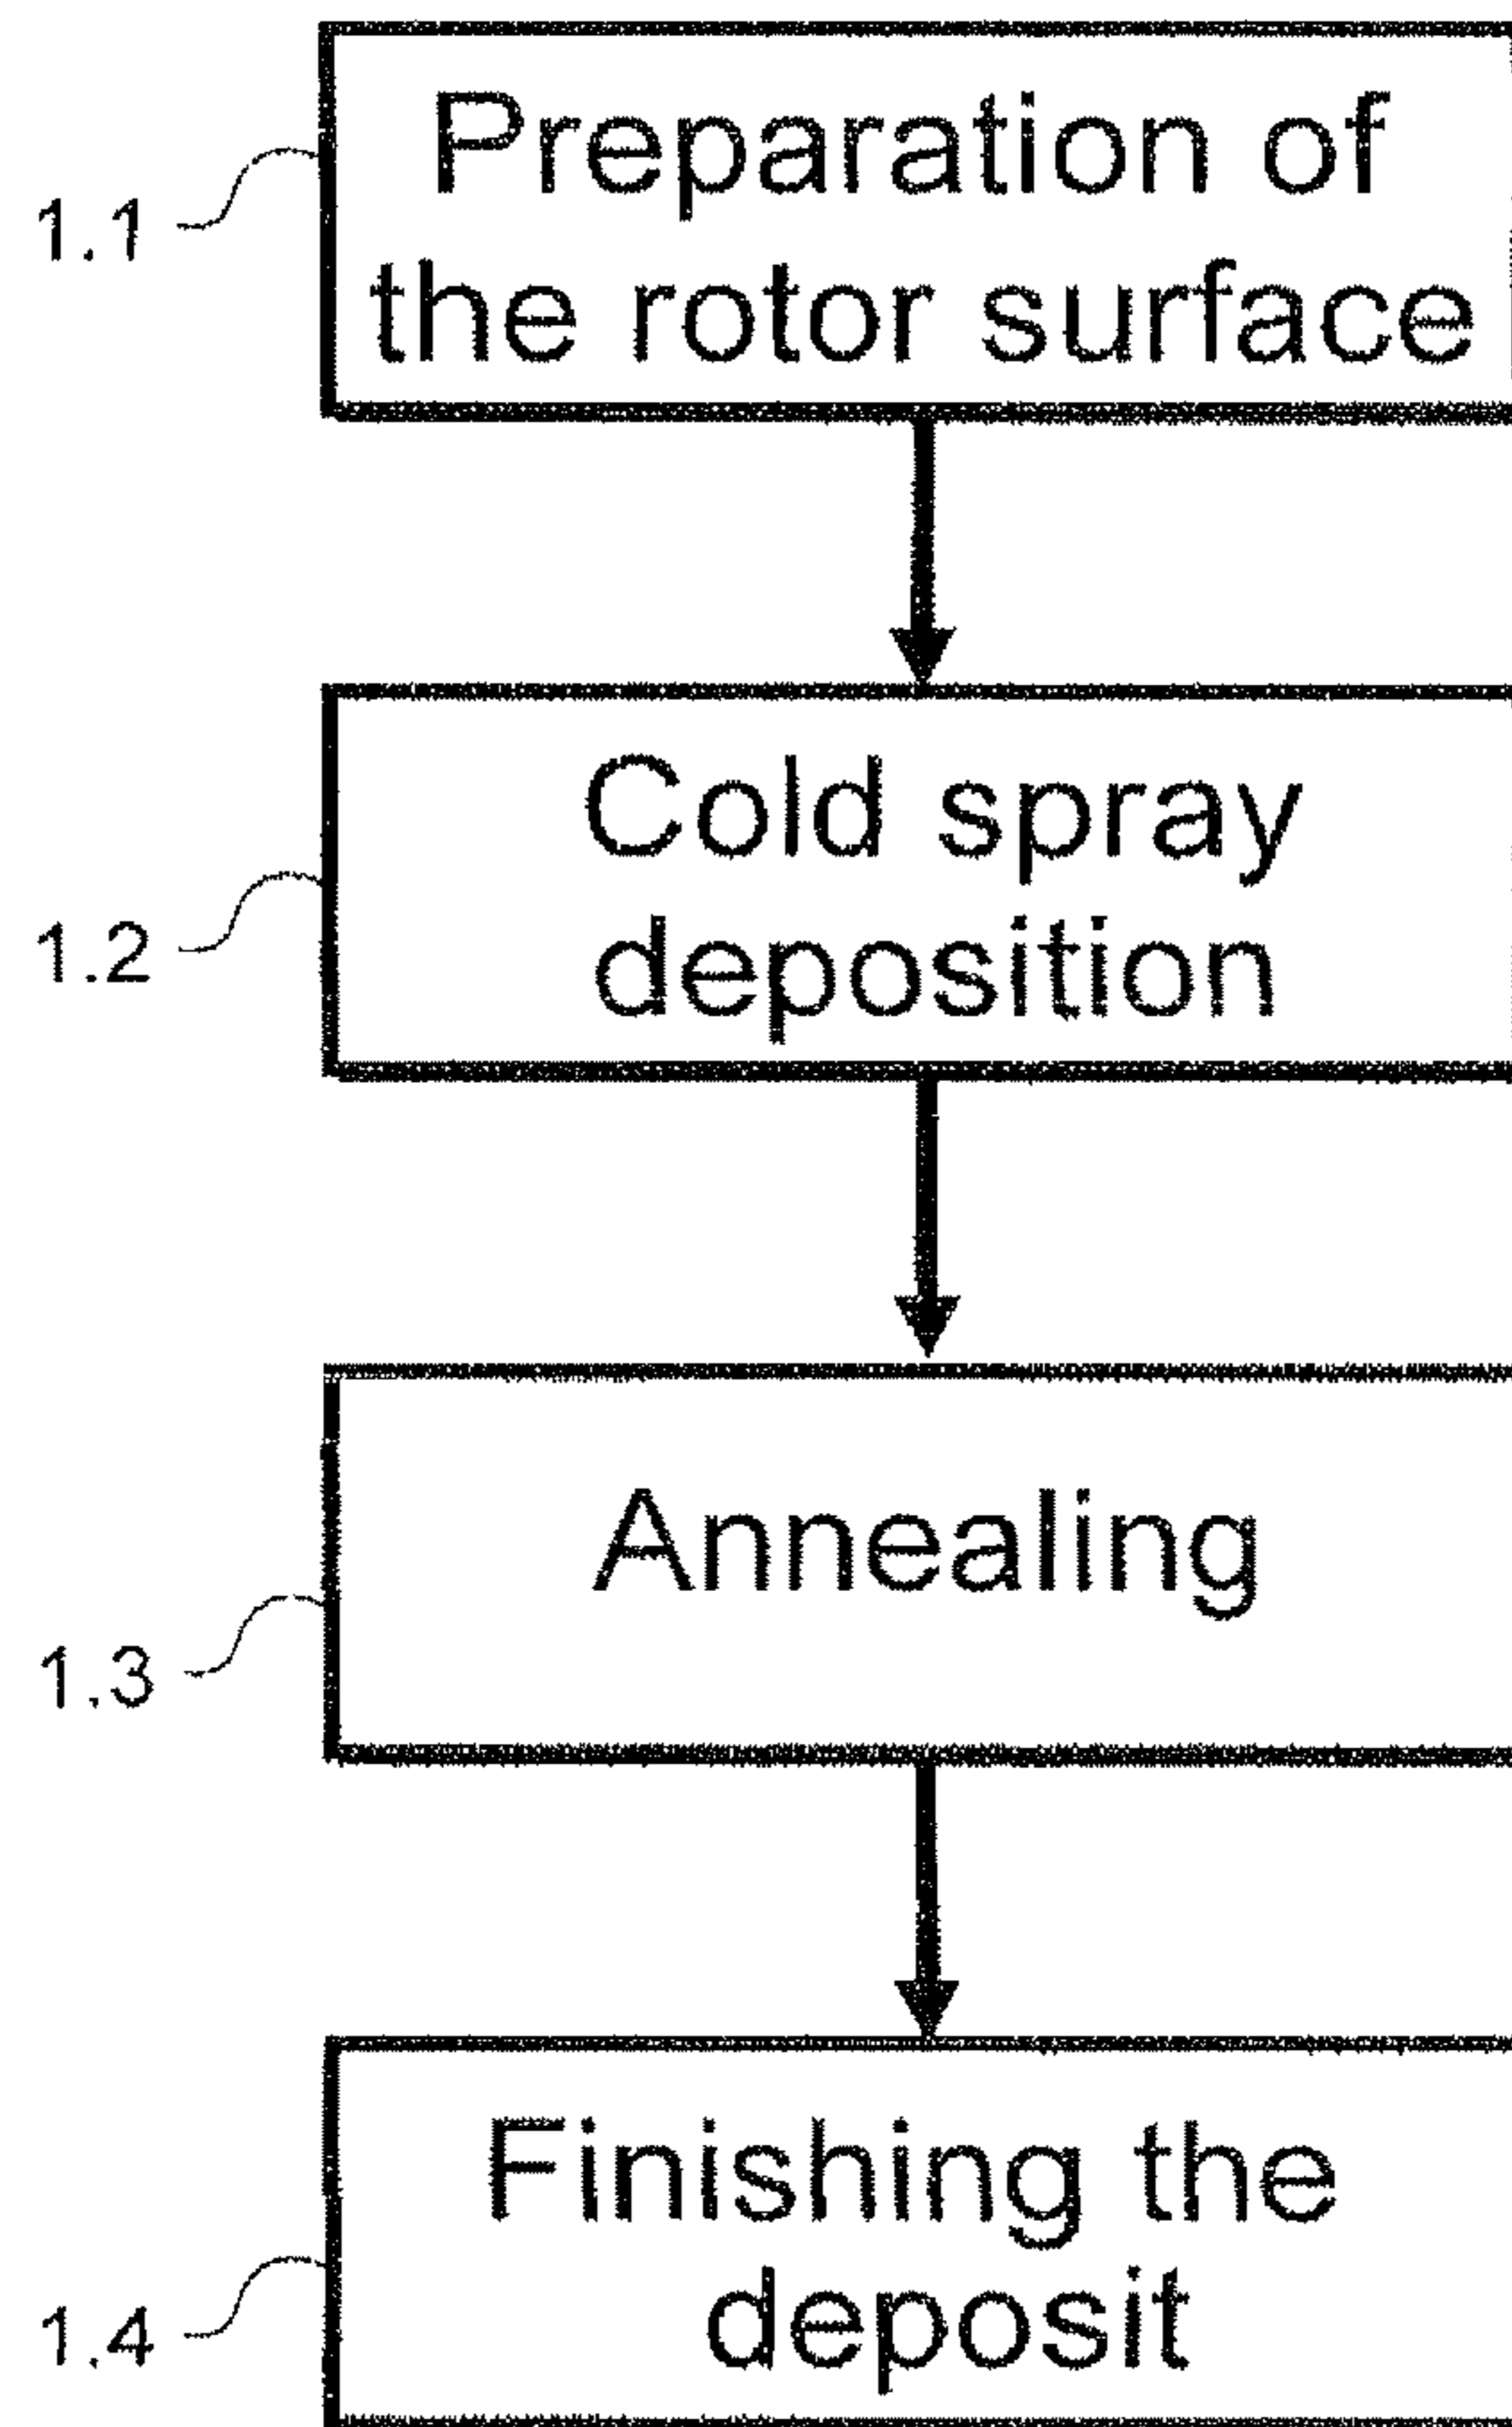 1.1
Preparation of
the rotor surface
1.2
Cold spray
deposition
1.3
Annealing
1.4
Finishing the
deposit